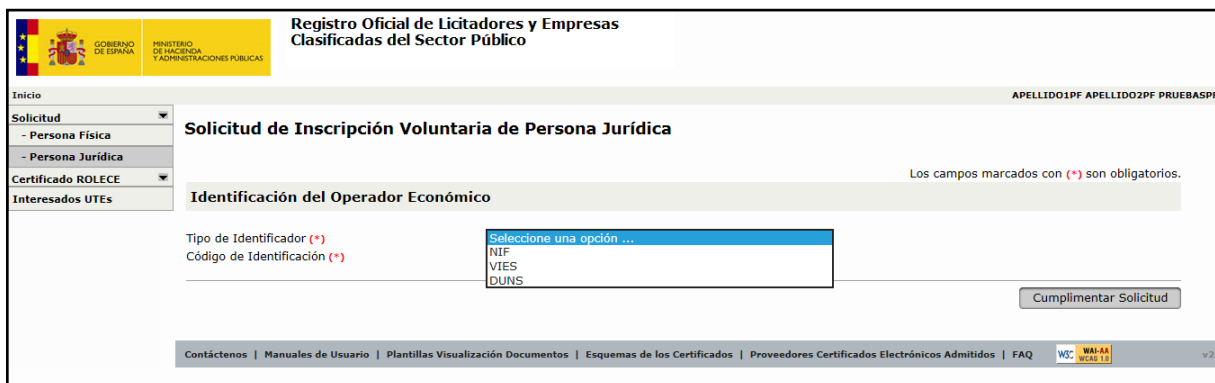 GOBIERNO
DE ESPAÑA
MINISTERIO
DE HACIENDA
Y ADMINISTRACIONES PÚBLICAS
Registro Oficial de Licitadores y Empresas
Clasificadas del Sector Público
Inicio
APELLIDO1PF APELLIDO2PF PRUEBASPF
Solicitud
- Persona Física
- Persona Jurídica
Certificado ROLECE
Interesados UTEs
Solicitud de Inscripción Voluntaria de Persona Jurídica
Los campos marcados con (*) son obligatorios.
Identificación del Operador Económico
Tipo de Identificador (*)
Seleccione una opción ...
NIF
VIES
DUNS
Código de Identificación (*)
Cumplimentar Solicitud
Contáctenos | Manuales de Usuario | Plantillas Visualización Documentos | Esquemas de los Certificados | Proveedores Certificados Electrónicos Admitidos | FAQ
W3C WAI-AA
WCAG 1.0
v2